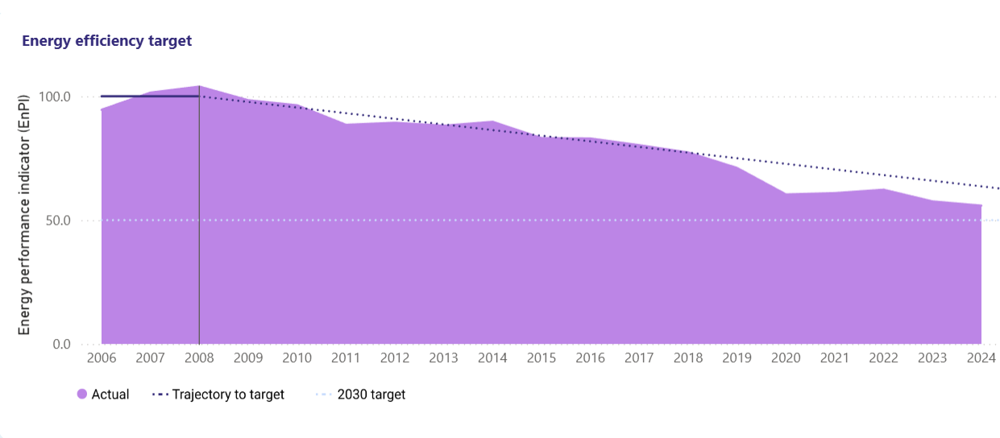 Energy efficiency target
Energy performance indicator (EnPI)
100.0
50.0
0.0
2006 2007 2008 2009 2010 2011 2012 2013 2014 2015 2016 2017 2018 2019 2020 2021 2022 2023 2024
Actual Trajectory to target 2030 target